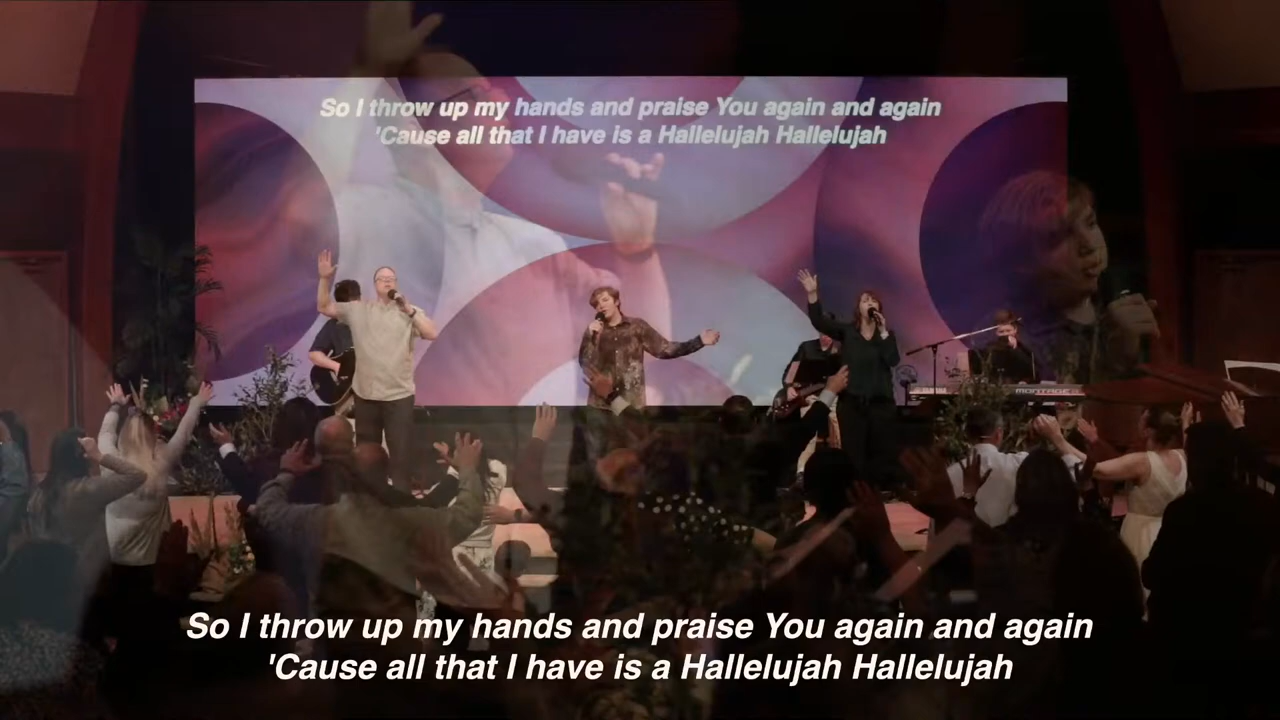 So I throw up my hands and praise You again and again
'Cause all that I have is a Hallelujah Hallelujah
MONTAGE
So I throw up my hands and praise You again and again
'Cause all that I have is a Hallelujah Hallelujah